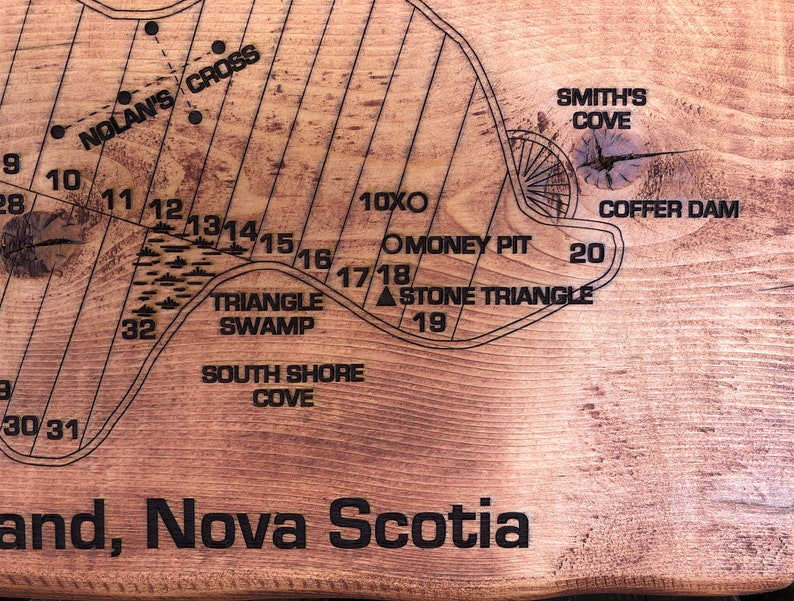 NOLAN'S CROSS
SMITH'S
COVE
9
10
28
11
12
13
14
15
16
17
18
10X
COFFER DAM
MONEY PIT
20
STONE TRIANGLE
19
TRIANGLE
SWAMP
32
SOUTH SHORE
COVE
30
31
and, Nova Scotia